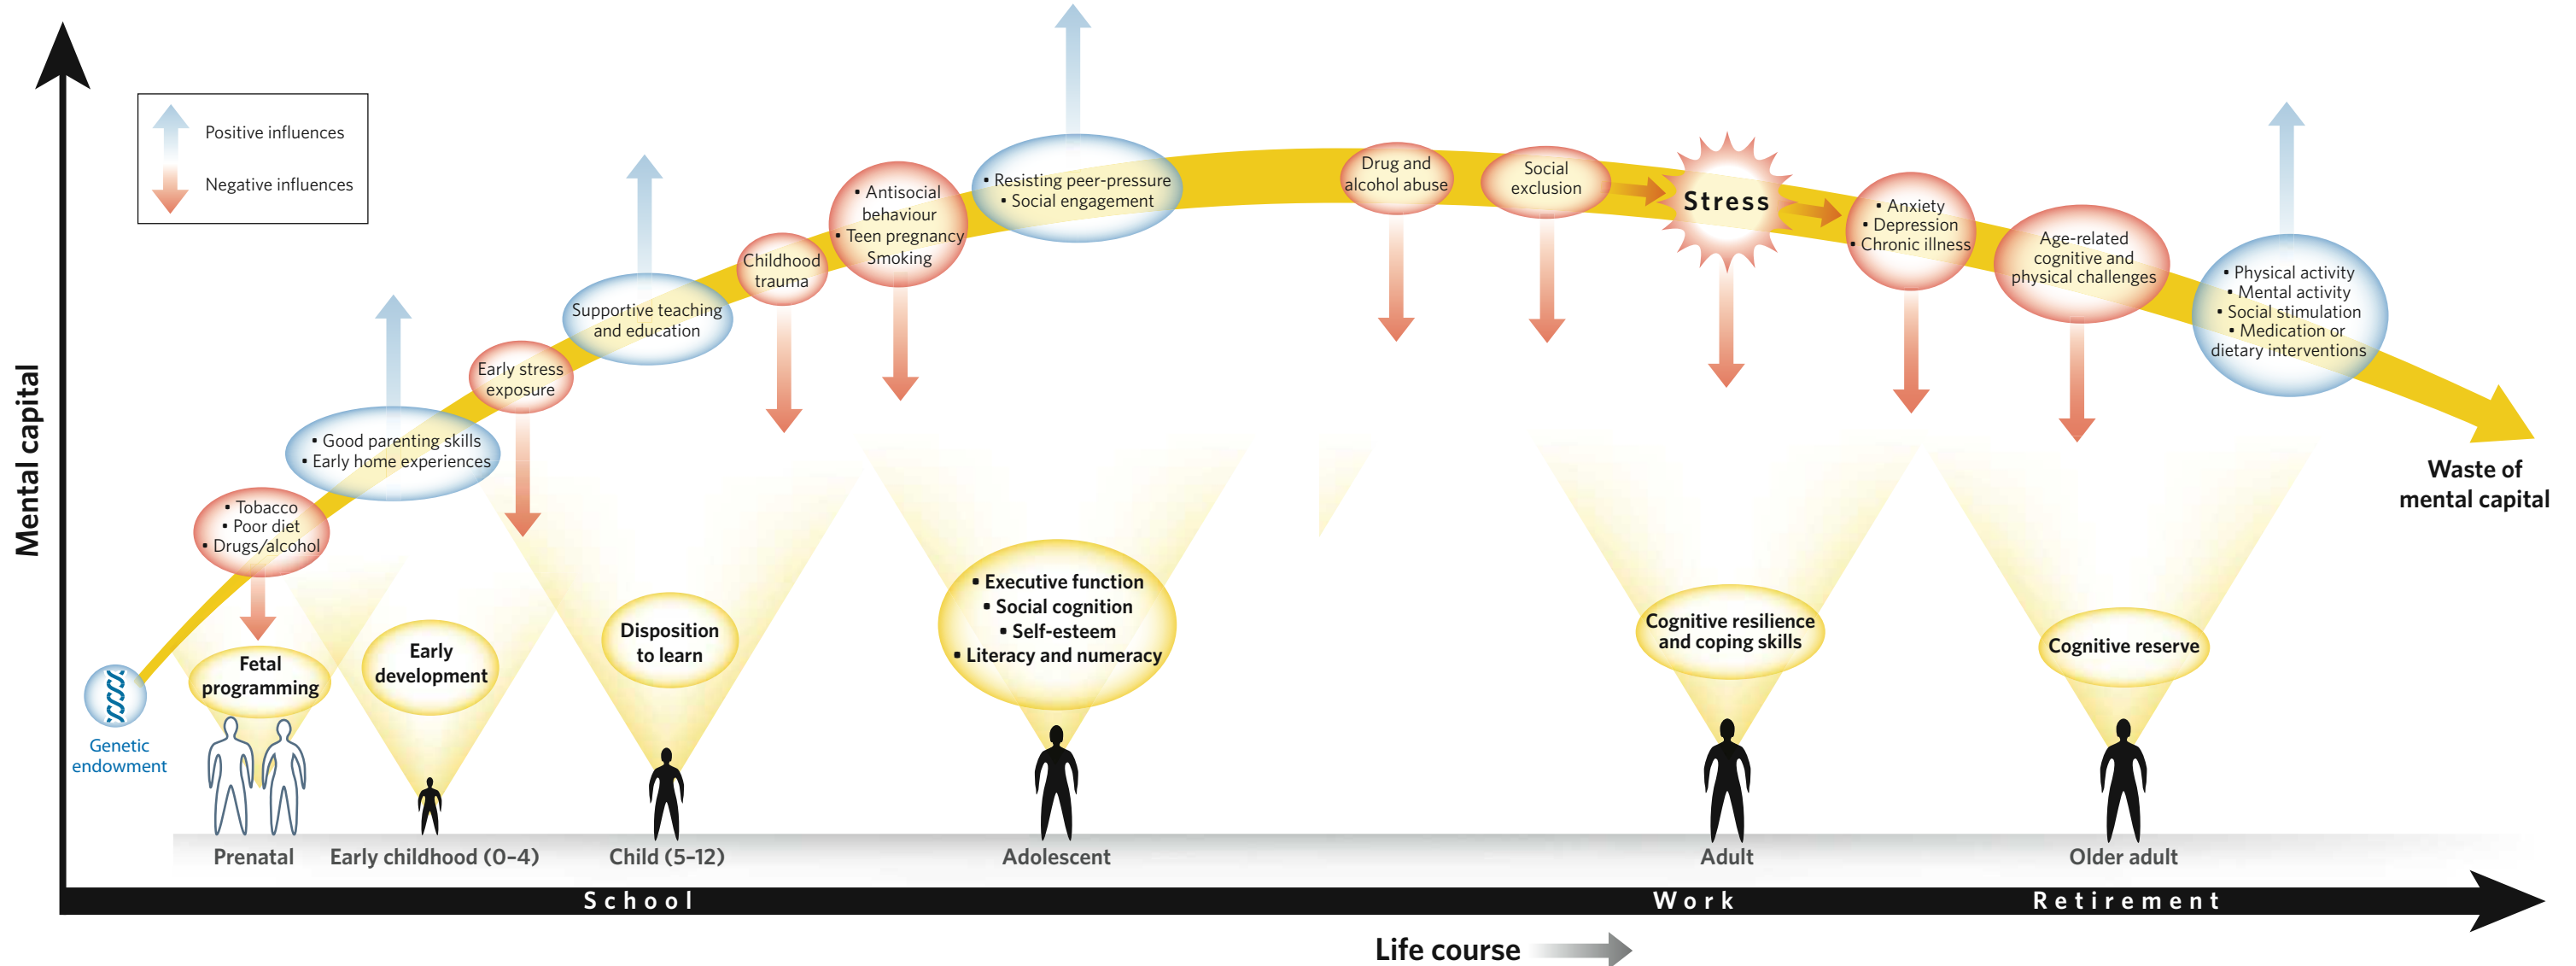 Positive influences
Negative influences
Mental capital
Genetic
endowment
• Tobacco
• Poor diet
• Drugs/alcohol
• Good parenting skills
• Early home experiences
Early stress
exposure
Supportive teaching
and education
Childhood
trauma
• Antisocial
behaviour
• Teen pregnancy
Smoking
• Resisting peer-pressure
• Social engagement
Drug and
alcohol abuse
Social
exclusion
Stress
• Anxiety
• Depression
• Chronic illness
Age-related
cognitive and
physical challenges
• Physical activity
• Mental activity
• Social stimulation
• Medication or
dietary interventions
Waste of
mental capital
Fetal
programming
Early
development
Disposition
to learn
• Executive function
• Social cognition
• Self-esteem
• Literacy and numeracy
Cognitive resilience
and coping skills
Cognitive reserve
Prenatal
Early childhood (0–4)
Child (5–12)
Adolescent
Adult
Older adult
School
Work
Retirement
Life course